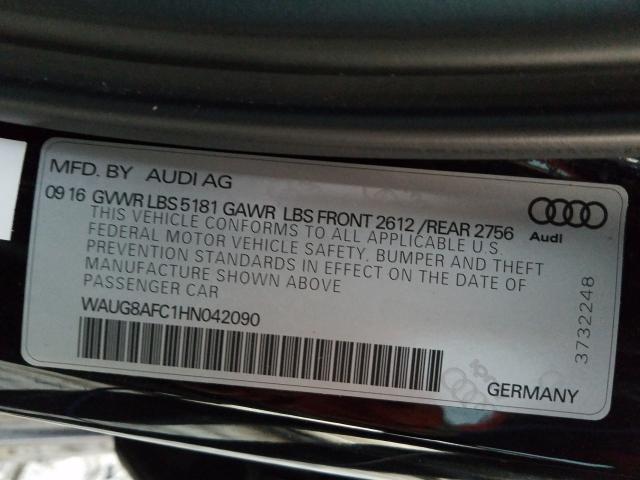 MFD. BY AUDI AG
09 16 GVWR LBS 5181 GAWR LBS FRONT 2612 /REAR 2756
THIS VEHICLE CONFORMS TO ALL APPLICABLE U.S.
FEDERAL MOTOR VEHICLE SAFETY, BUMPER AND THEFT
PREVENTION STANDARDS IN EFFECT ON THE DATE OF
MANUFACTURE SHOWN ABOVE
PASSENGER CAR
WAUG8AFC1HN042090
Audi
3732248
GERMANY